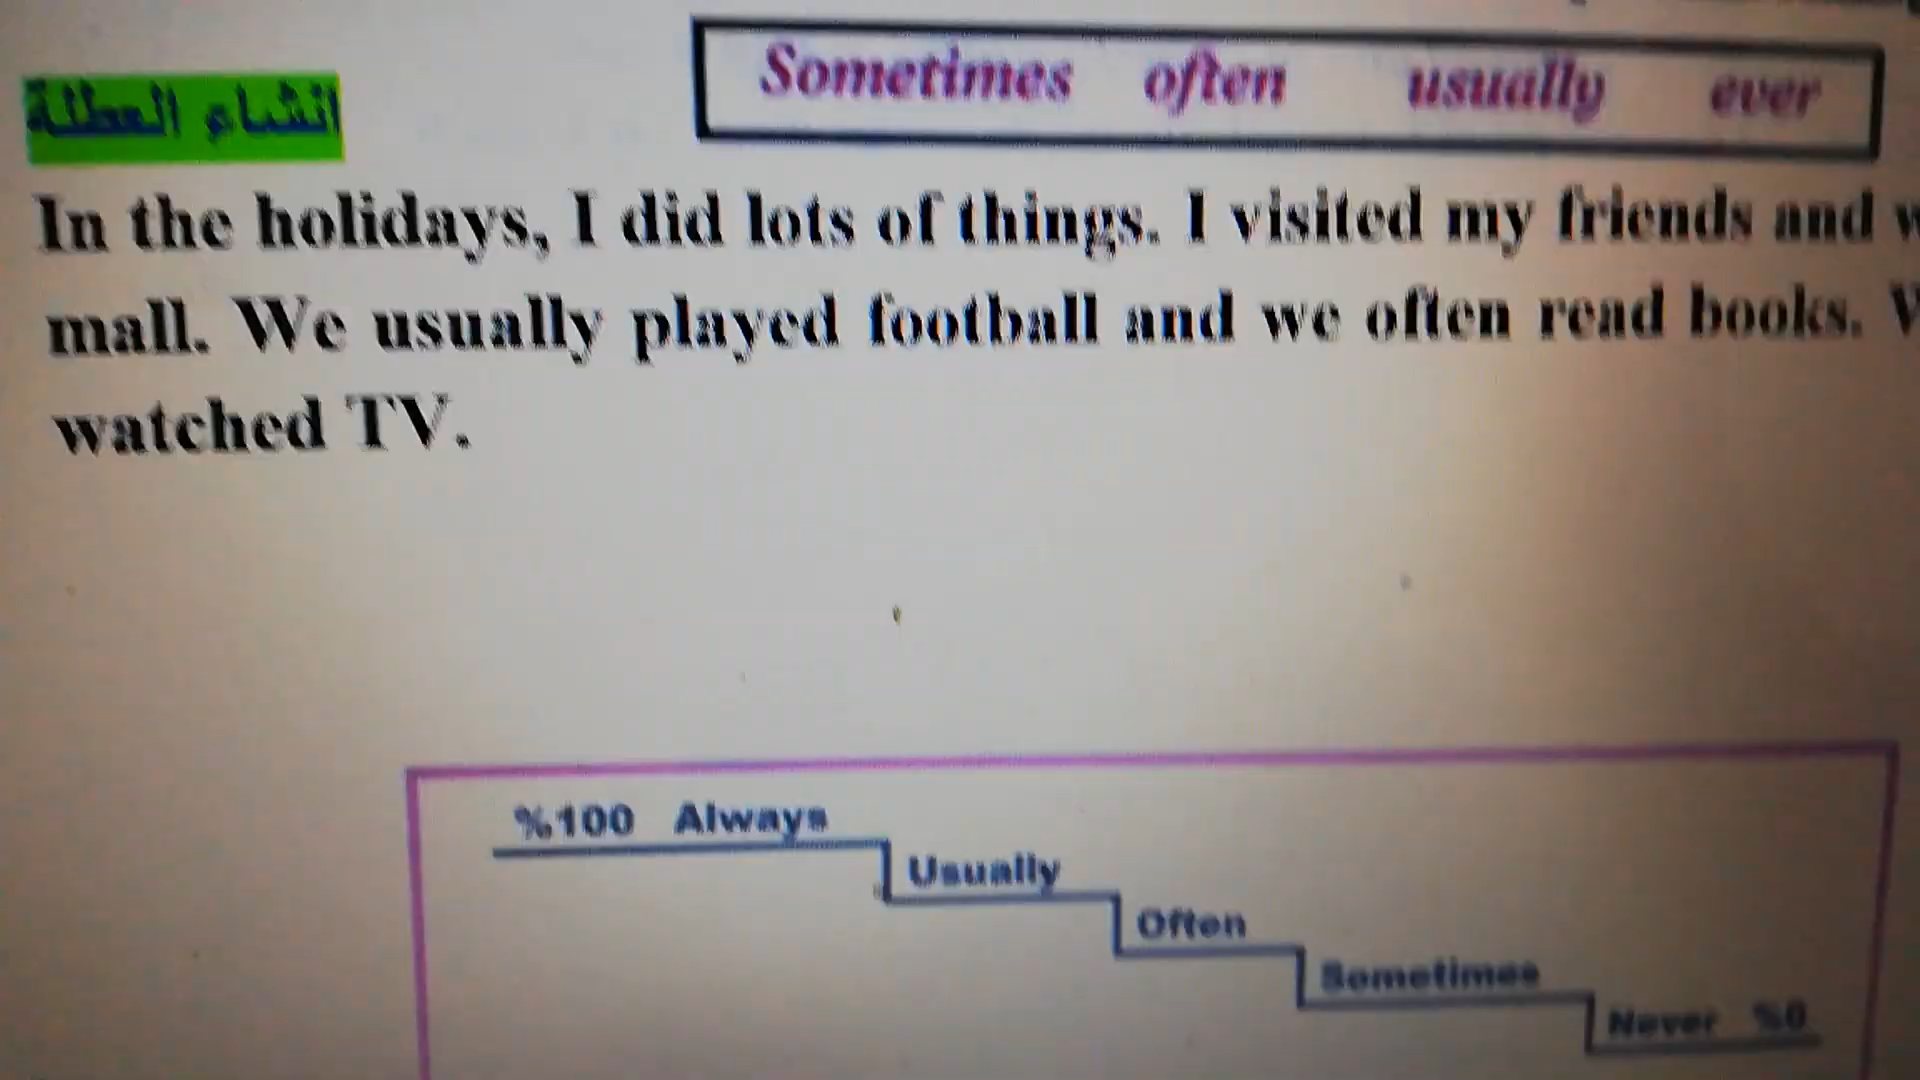 Sometimes often usually ever
انشاء العطلة
In the holidays, I did lots of things. I visited my friends and
mall. We usually played football and we often read books.
watched TV.
%100 Always
Usually
Often
Sometimes
Never %0